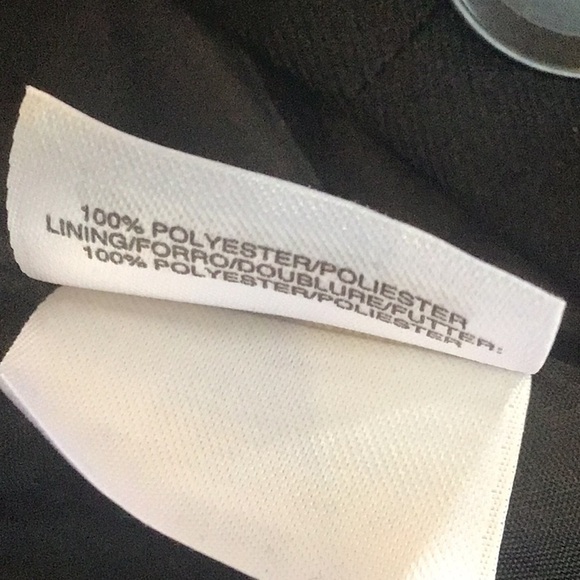 100% POLYESTER/POLIESTER
LINING/FORRO/DOUBLURE/FUTTER:
100% POLYESTER/POLIESTER